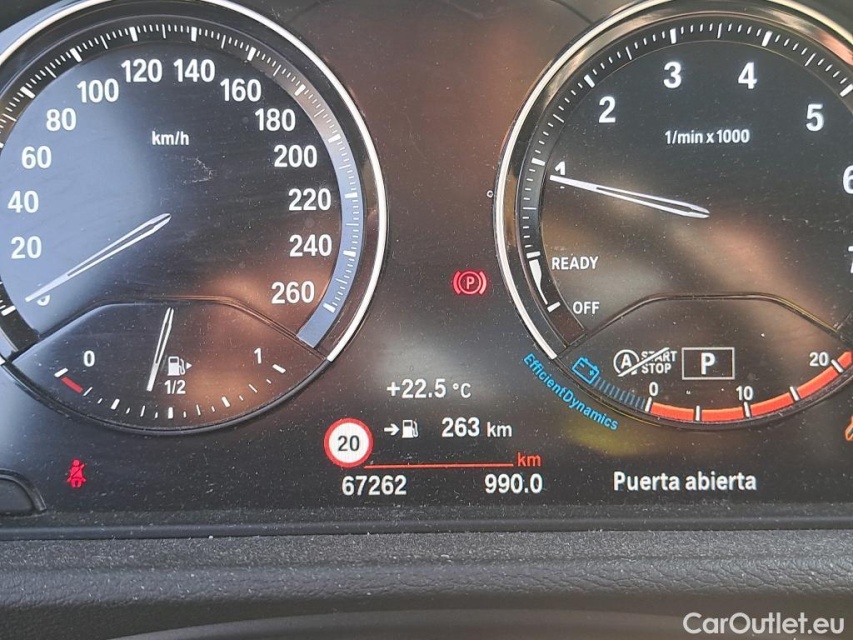 120 140
100 160
80 180
60 200
40 220
20 240
0 260
km/h
0 1/2 1
3 4
2 5
1 6
1/min x 1000
READY
OFF
P
A START
STOP
P
EfficientDynamics
0 10 20
+22.5 °C
20
263 km
km
67262 990.0
Puerta abierta
CarOutlet.eu